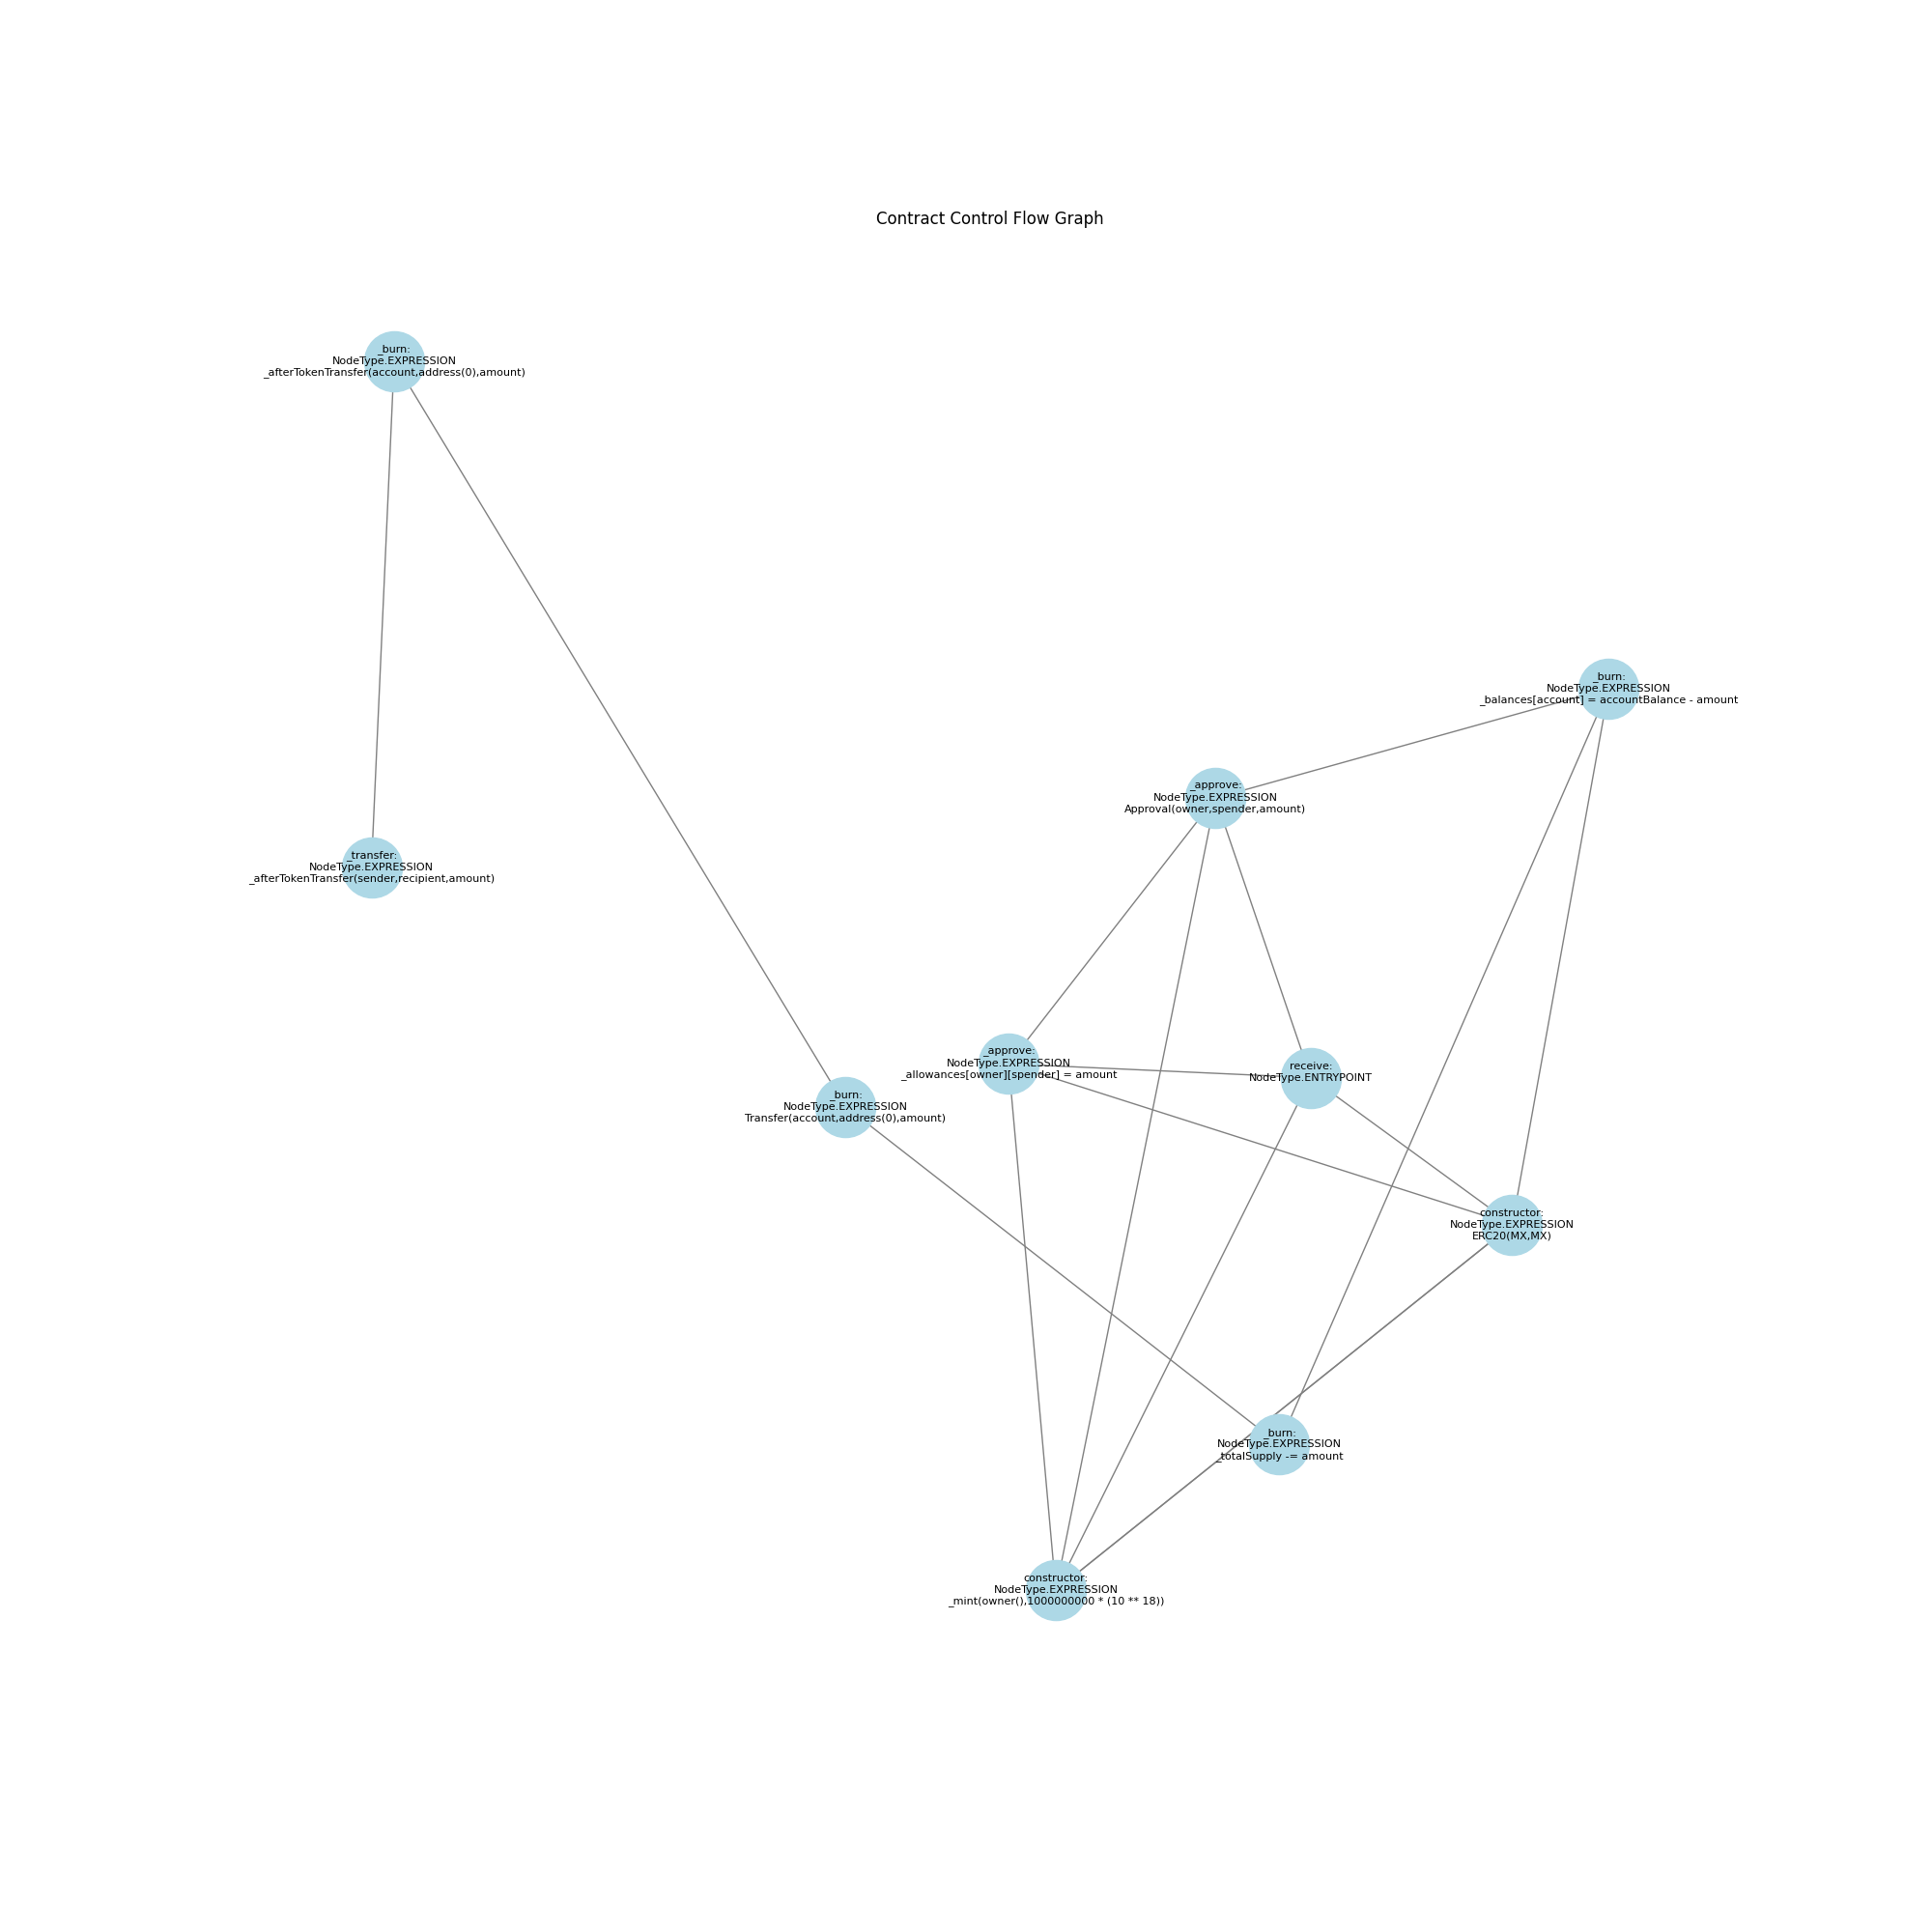 Contract Control Flow Graph
_burn:
NodeType.EXPRESSION
_afterTokenTransfer(account,address(0),amount)
_burn:
NodeType.EXPRESSION
_balances[account] = accountBalance - amount
_approve:
NodeType.EXPRESSION
Approval(owner,spender,amount)
_transfer:
NodeType.EXPRESSION
_afterTokenTransfer(sender,recipient,amount)
_approve:
NodeType.EXPRESSION
_allowances[owner][spender] = amount
receive:
NodeType.ENTRYPOINT
_burn:
NodeType.EXPRESSION
Transfer(account,address(0),amount)
constructor:
NodeType.EXPRESSION
ERC20(MX,MX)
_burn:
NodeType.EXPRESSION
_totalSupply -= amount
constructor:
NodeType.EXPRESSION
_mint(owner(),1000000000 * (10 ** 18))